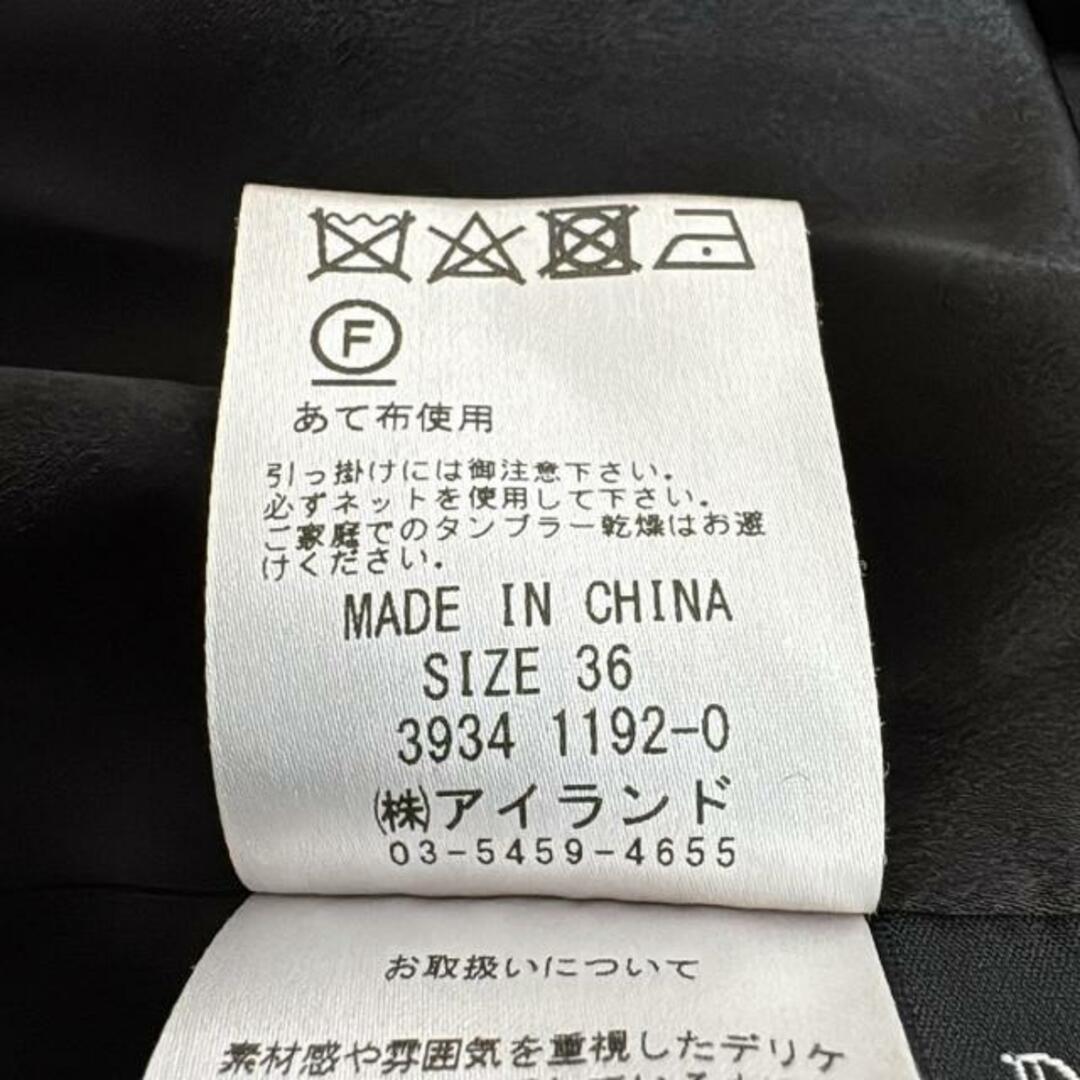 F
あて布使用
引っ掛けには御注意下さい。
必ずネットを使用して下さい。
ご家庭でのタンブラー乾燥はお避
けください。
MADE IN CHINA
SIZE 36
3934 1192-0
㈱アイランド
03-5459-4655
お取扱いについて
素材感や雰囲気を重視したデリケ